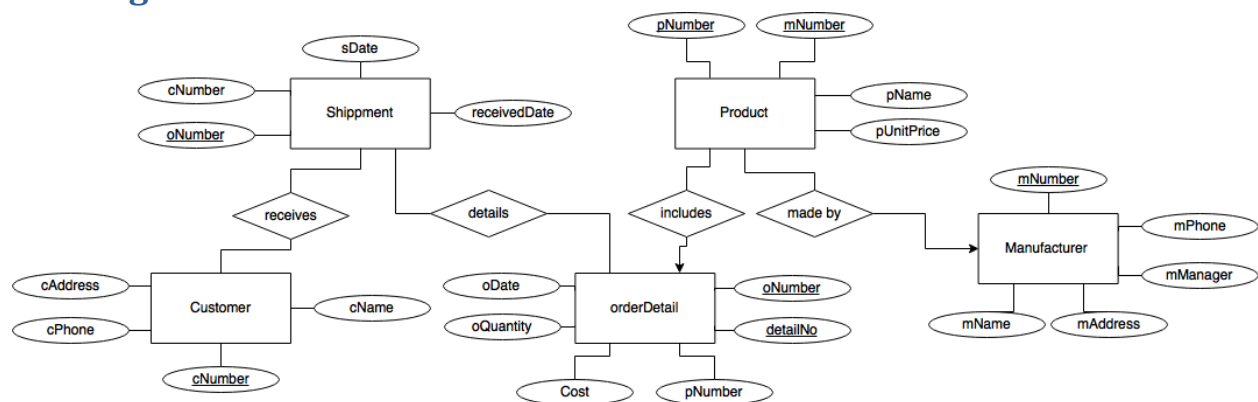 sDate
cNumber
Shippment
receivedDate
oNumber
pNumber
mNumber
Product
pName
pUnitPrice
receives
details
includes
made by
mNumber
Manufacturer
mPhone
mManager
mName
mAddress
cAddress
Customer
cName
cPhone
cNumber
oDate
orderDetail
oNumber
oQuantity
detailNo
Cost
pNumber